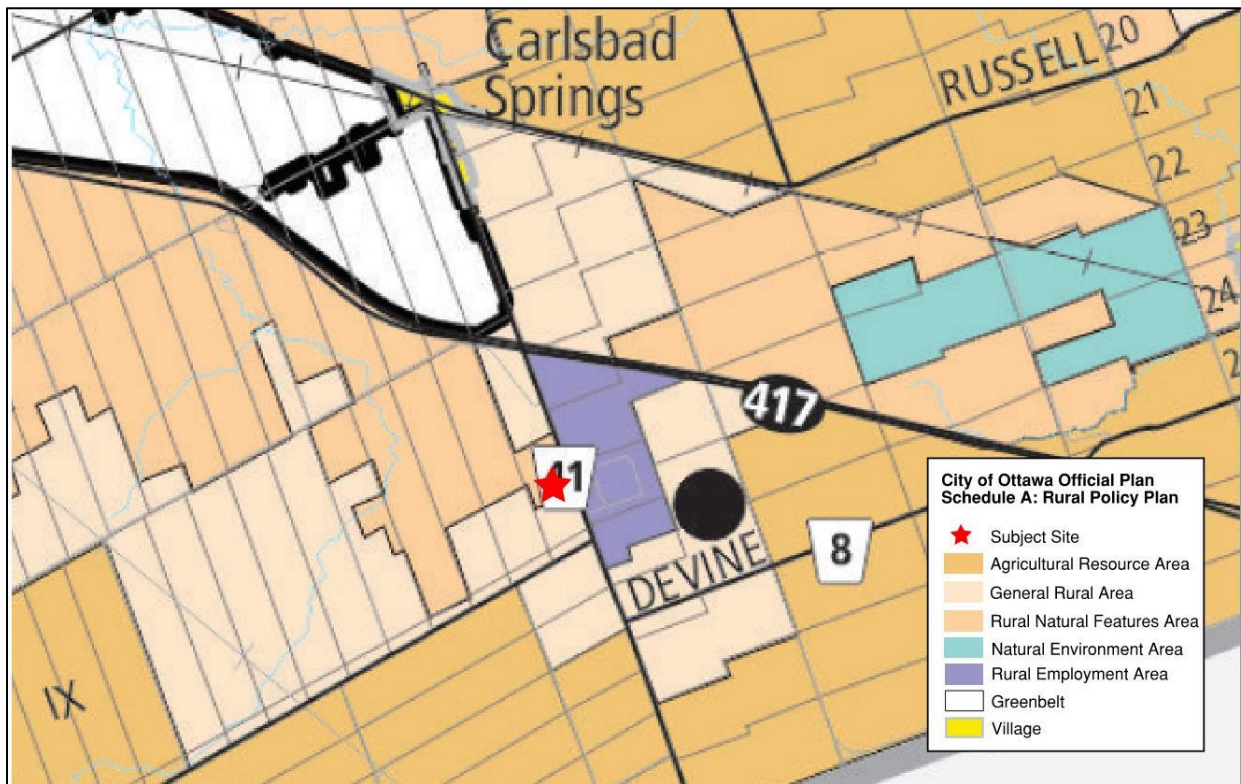 Carlsbad
Springs
RUSSELL
20
21
22
23
24
2
417
41
DEVINE
8
IX
City of Ottawa Official Plan
Schedule A: Rural Policy Plan
Subject Site
Agricultural Resource Area
General Rural Area
Rural Natural Features Area
Natural Environment Area
Rural Employment Area
Greenbelt
Village